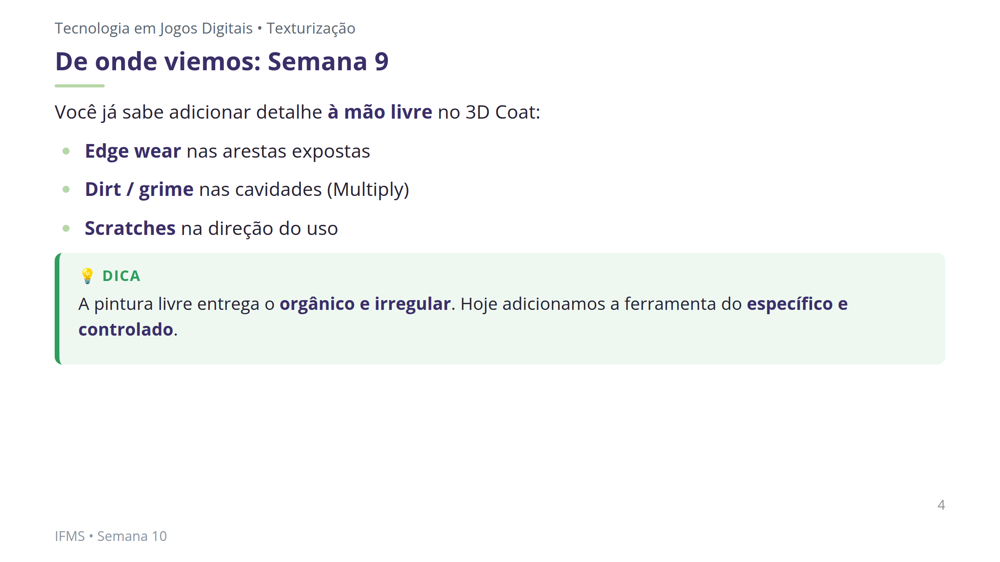 Tecnologia em Jogos Digitais • Texturização
De onde viemos: Semana 9
Você já sabe adicionar detalhe à mão livre no 3D Coat:
• Edge wear nas arestas expostas
• Dirt / grime nas cavidades (Multiply)
• Scratches na direção do uso
💡 DICA
A pintura livre entrega o orgânico e irregular. Hoje adicionamos a ferramenta do específico e
controlado.
4
IFMS • Semana 10